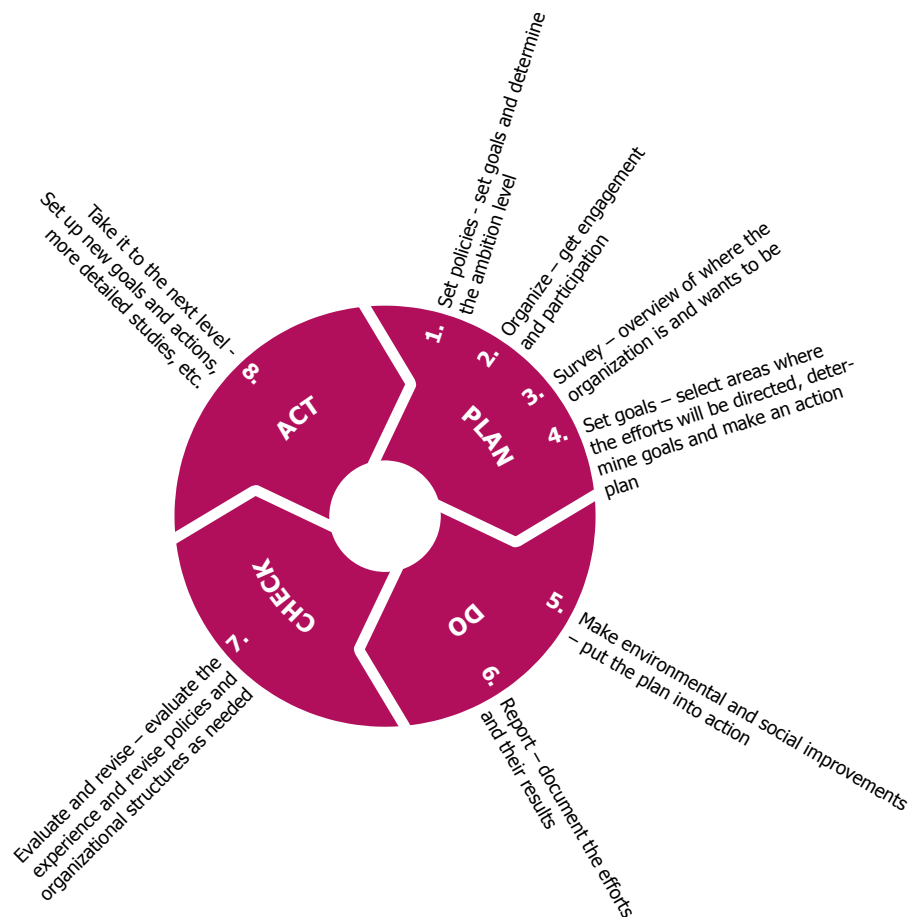 PLAN
1.
Set policies - set goals and determine
the ambition level
2.
Organize – get engagement
and participation
3.
Survey – overview of where the
organization is and wants to be
4.
Set goals – select areas where
the efforts will be directed, deter-
mine goals and make an action
plan
DO
5.
Make environmental and social improvements
– put the plan into action
6.
Report – document the efforts
and their results
CHECK
7.
Evaluate and revise – evaluate the
experience and revise policies and
organizational structures as needed
ACT
8.
Take it to the next level -
Set up new goals and actions,
more detailed studies, etc.